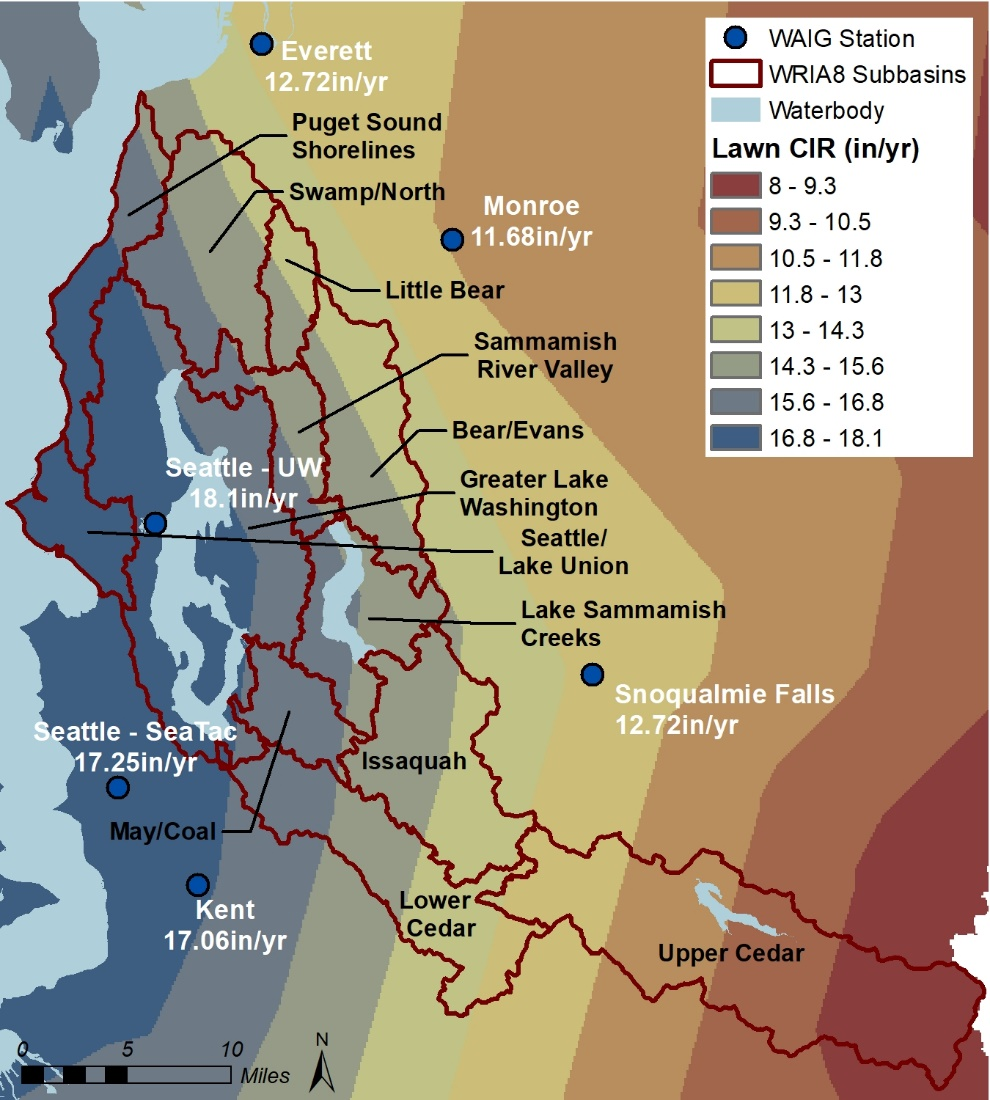 Everett
12.72in/yr
Puget Sound
Shorelines
Swamp/North
Monroe
11.68in/yr
Little Bear
Sammamish
River Valley
Bear/Evans
Seattle - UW
18.1in/yr
Greater Lake
Washington
Seattle/
Lake Union
Lake Sammamish
Creeks
Snoqualmie Falls
12.72in/yr
Seattle - SeaTac
17.25in/yr
Issaquah
May/Coal
Kent
17.06in/yr
Lower
Cedar
Upper Cedar
WAIG Station
WRIA8 Subbasins
Waterbody
Lawn CIR (in/yr)
8 - 9.3
9.3 - 10.5
10.5 - 11.8
11.8 - 13
13 - 14.3
14.3 - 15.6
15.6 - 16.8
16.8 - 18.1
0 5 10
Miles
N